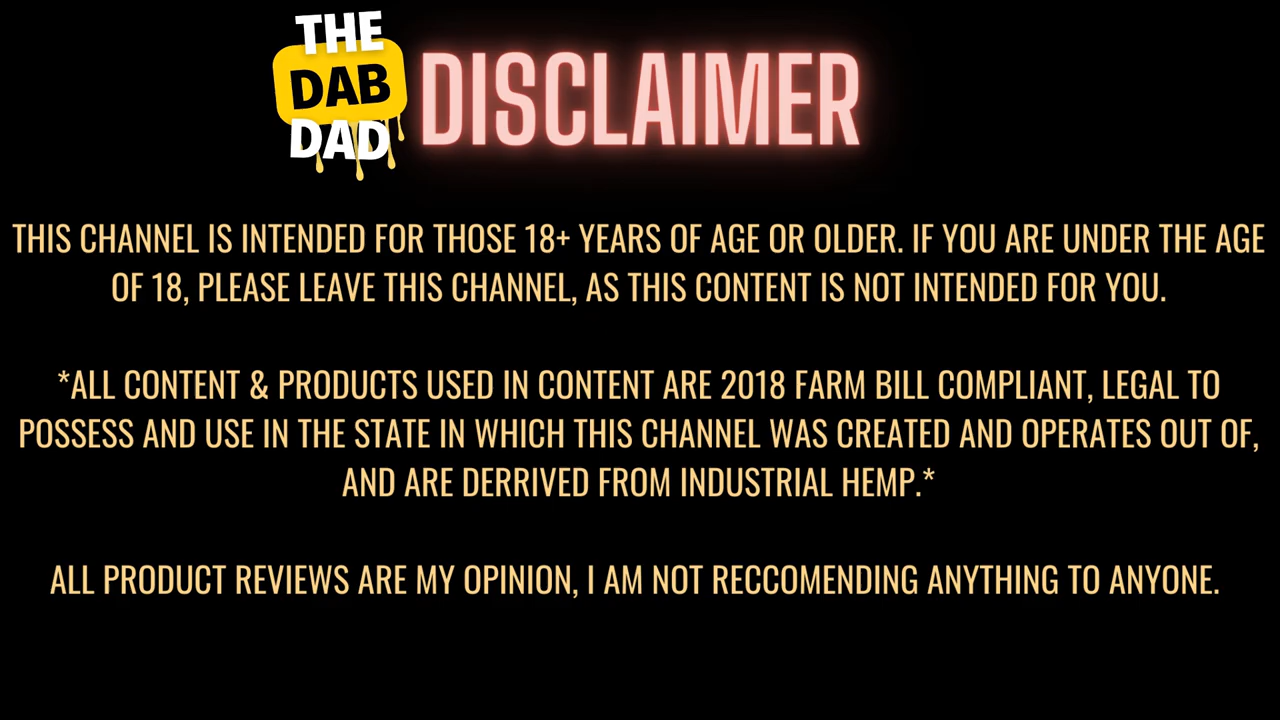 THE
DAB
DAD
DISCLAIMER
THIS CHANNEL IS INTENDED FOR THOSE 18+ YEARS OF AGE OR OLDER. IF YOU ARE UNDER THE AGE
OF 18, PLEASE LEAVE THIS CHANNEL, AS THIS CONTENT IS NOT INTENDED FOR YOU.
*ALL CONTENT & PRODUCTS USED IN CONTENT ARE 2018 FARM BILL COMPLIANT, LEGAL TO
POSSESS AND USE IN THE STATE IN WHICH THIS CHANNEL WAS CREATED AND OPERATES OUT OF,
AND ARE DERRIVED FROM INDUSTRIAL HEMP.*
ALL PRODUCT REVIEWS ARE MY OPINION, I AM NOT RECCOMENDING ANYTHING TO ANYONE.